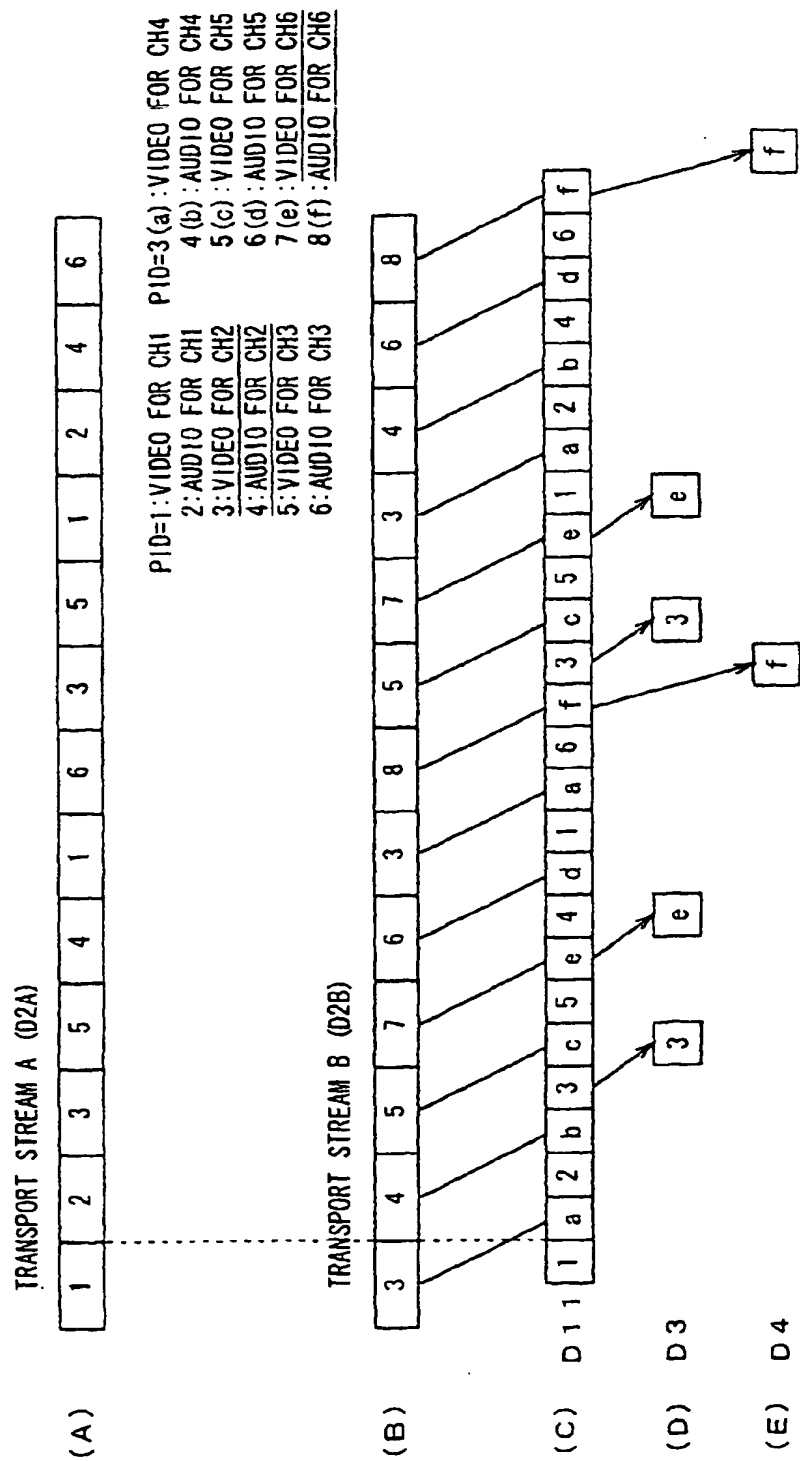 (A)
TRANSPORT STREAM A (D2A)
1 2 3 5 4 1 6 3 5 1 2 4 6
PID=1:VIDEO FOR CH1 PID=3(a):VIDEO FOR CH4
2:AUDIO FOR CH1 4(b):AUDIO FOR CH4
3:VIDEO FOR CH2 5(c):VIDEO FOR CH5
4:AUDIO FOR CH2 6(d):AUDIO FOR CH5
5:VIDEO FOR CH3 7(e):VIDEO FOR CH6
6:AUDIO FOR CH3 8(f):AUDIO FOR CH6
TRANSPORT STREAM B (D2B)
(B) 3 4 5 7 6 3 8 5 7 3 4 6 8
(C) D11 1 a 2 b 3 c 5 e 4 d 1 a 6 f 3 c 5 e 1 a 2 b 4 d 6 f
(D) D3 3 e 3 e
(E) D4 f f